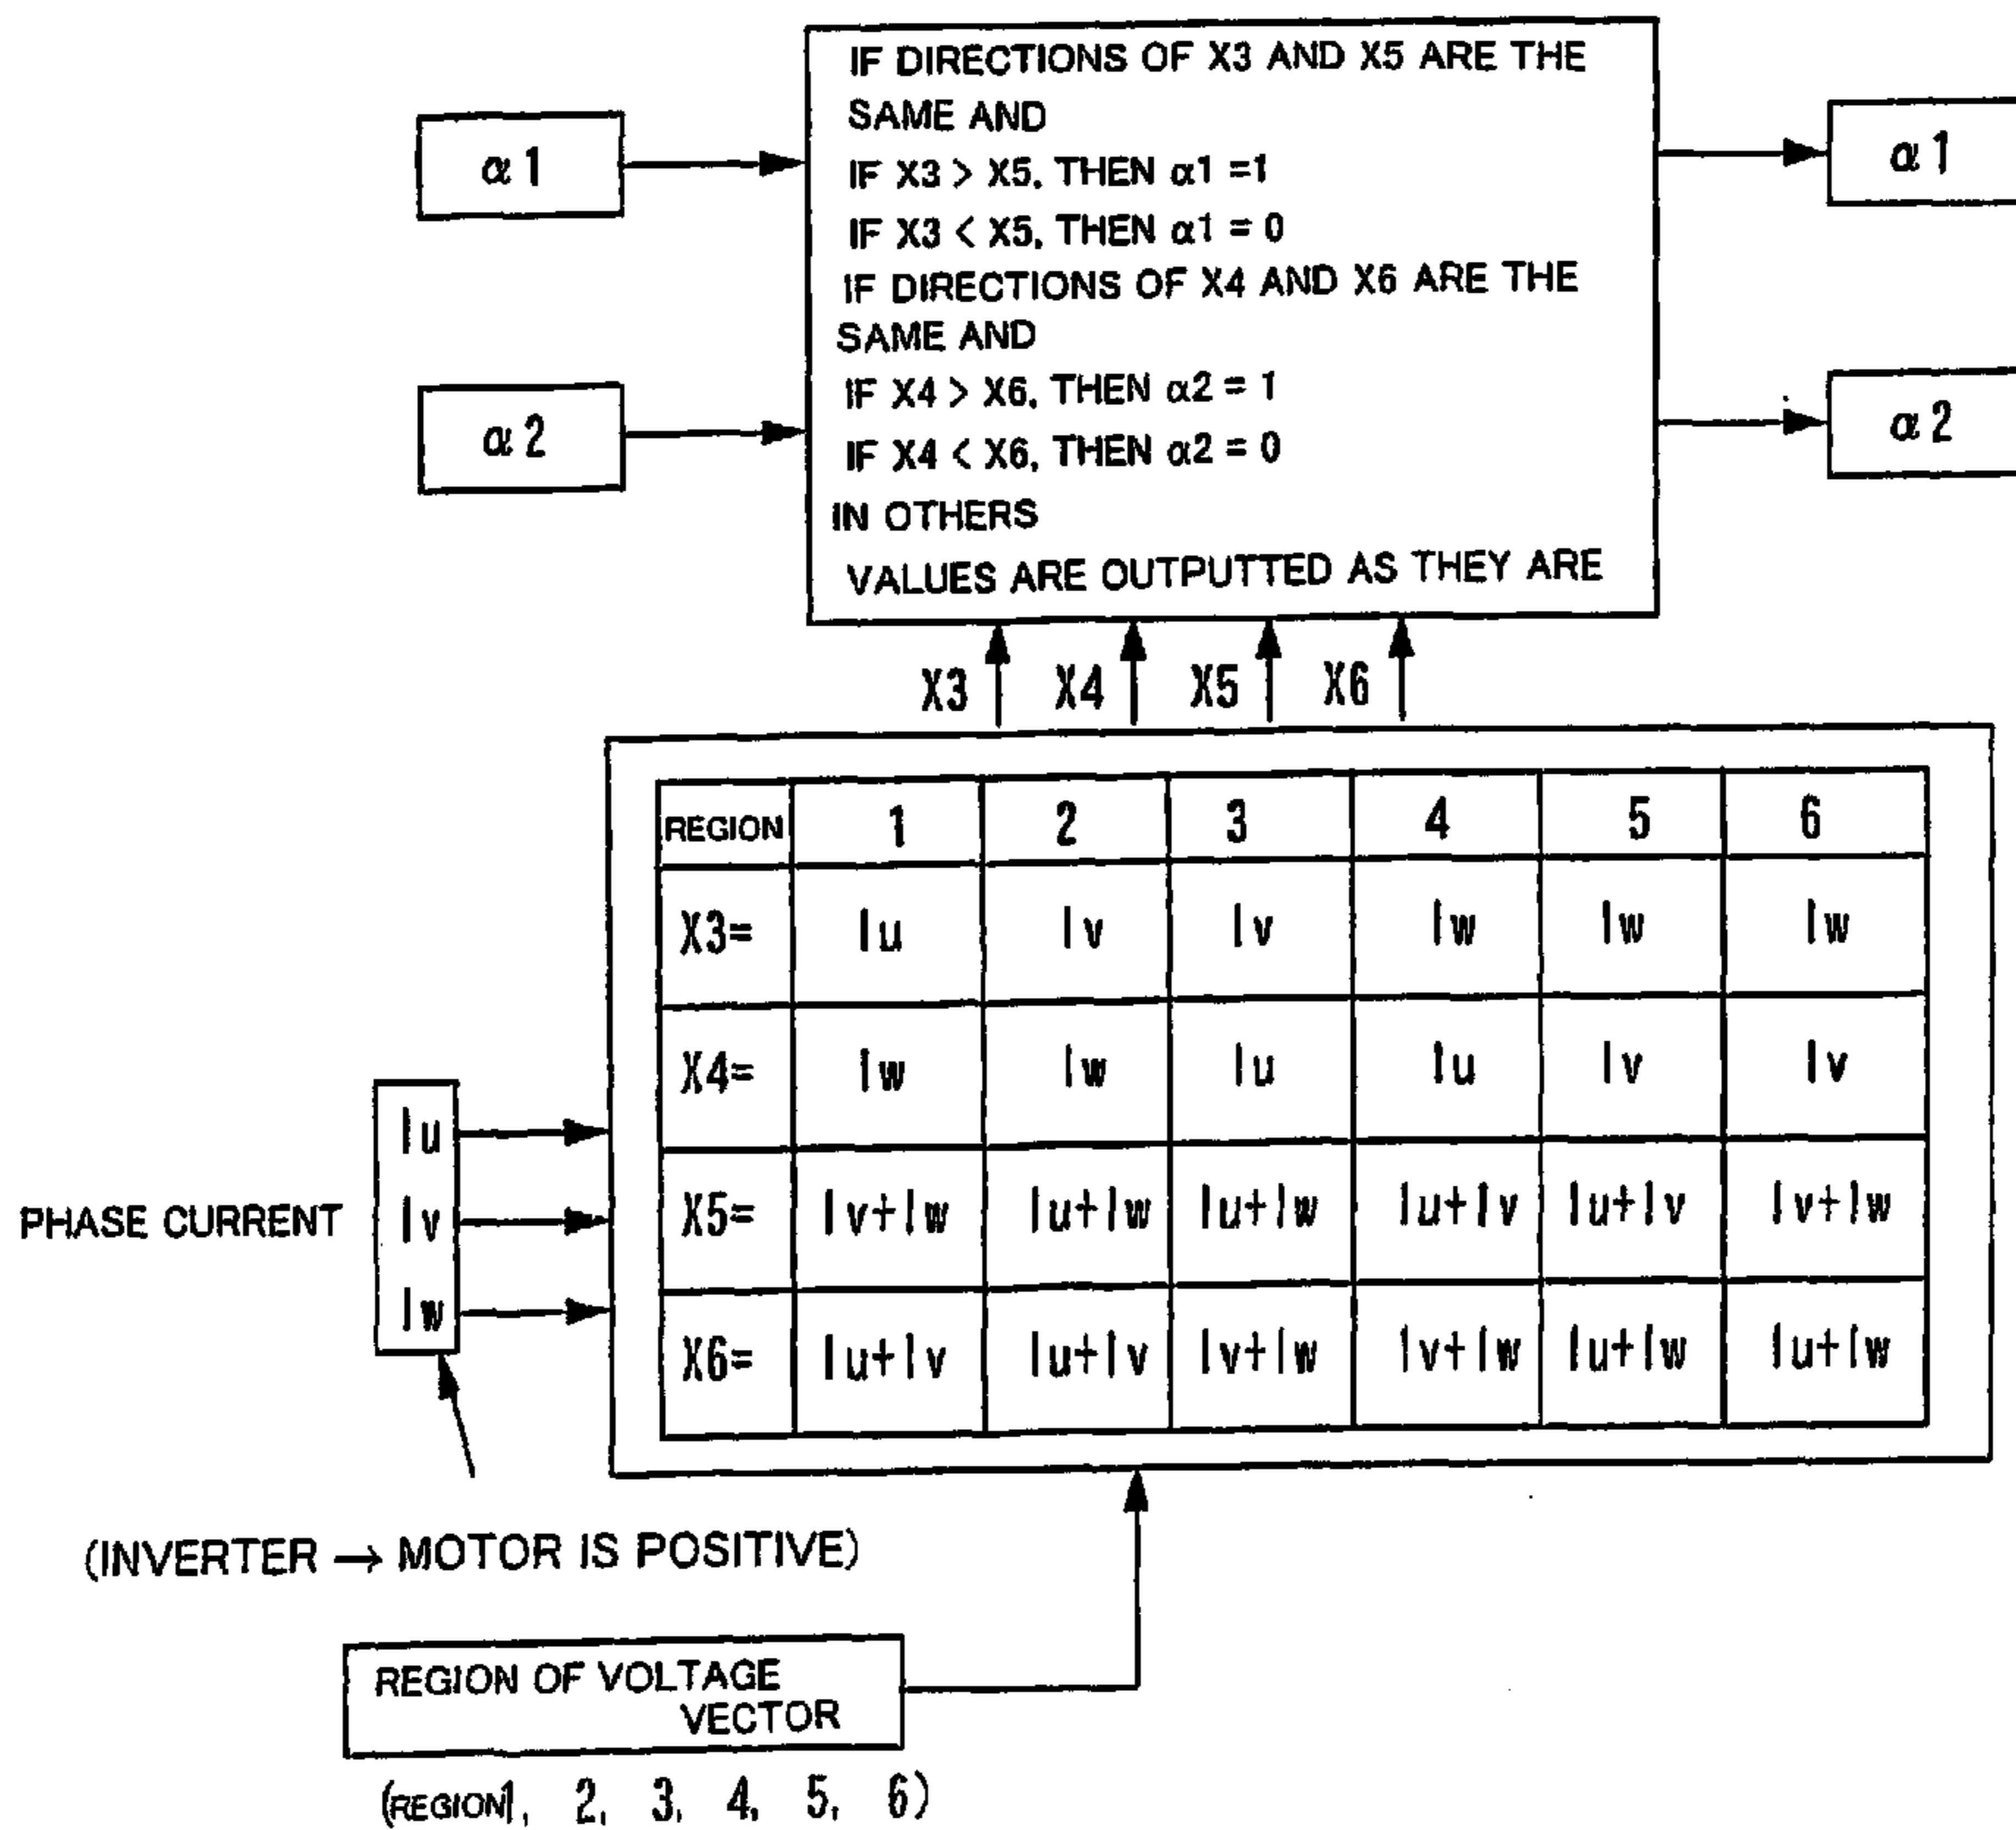 IF DIRECTIONS OF X3 AND X5 ARE THE
SAME AND
IF X3 > X5, THEN α1 =1
IF X3 < X5, THEN α1 = 0
IF DIRECTIONS OF X4 AND X6 ARE THE
SAME AND
IF X4 > X6, THEN α2 = 1
IF X4 < X6, THEN α2 = 0
IN OTHERS
VALUES ARE OUTPUTTED AS THEY ARE
α1
α2
α1
α2
X3 X4 X5 X6
REGION 1 2 3 4 5 6
X3= Iu Iv Iv Iw Iw Iw
X4= Iw Iw Iu Iu Iv Iv
X5= Iv+Iw Iu+Iw Iu+Iw Iu+Iv Iu+Iv Iv+Iw
X6= Iu+Iv Iu+Iv Iv+Iw Iv+Iw Iu+Iw Iu+Iw
PHASE CURRENT
Iu
Iv
Iw
(INVERTER → MOTOR IS POSITIVE)
REGION OF VOLTAGE
VECTOR
(REGION1, 2, 3, 4, 5, 6)